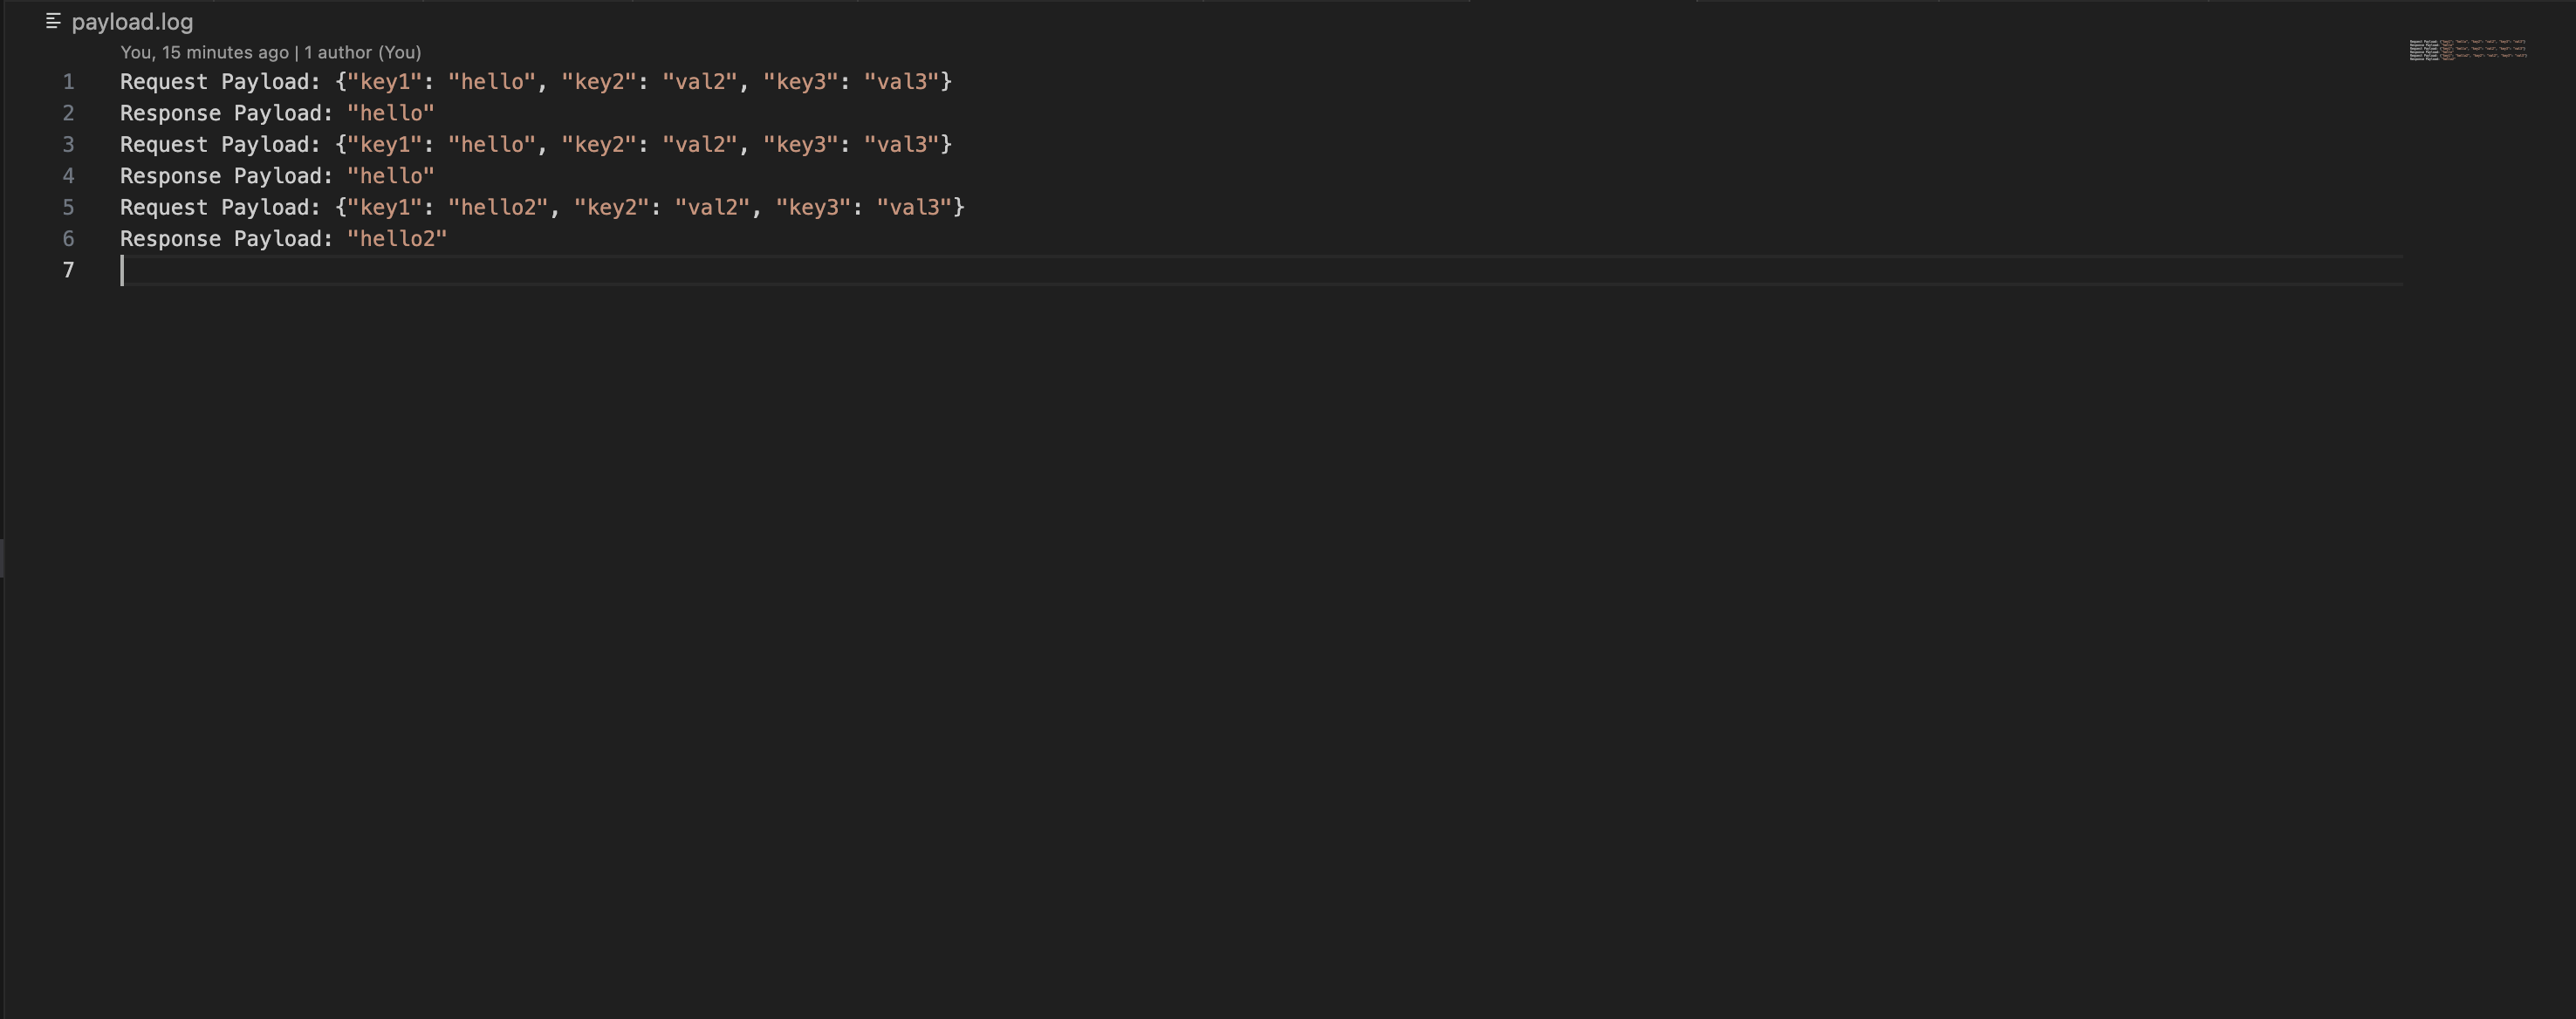 payload.log
You, 15 minutes ago | 1 author (You)
1 Request Payload: {"key1": "hello", "key2": "val2", "key3": "val3"}
2 Response Payload: "hello"
3 Request Payload: {"key1": "hello", "key2": "val2", "key3": "val3"}
4 Response Payload: "hello"
5 Request Payload: {"key1": "hello2", "key2": "val2", "key3": "val3"}
6 Response Payload: "hello2"
7